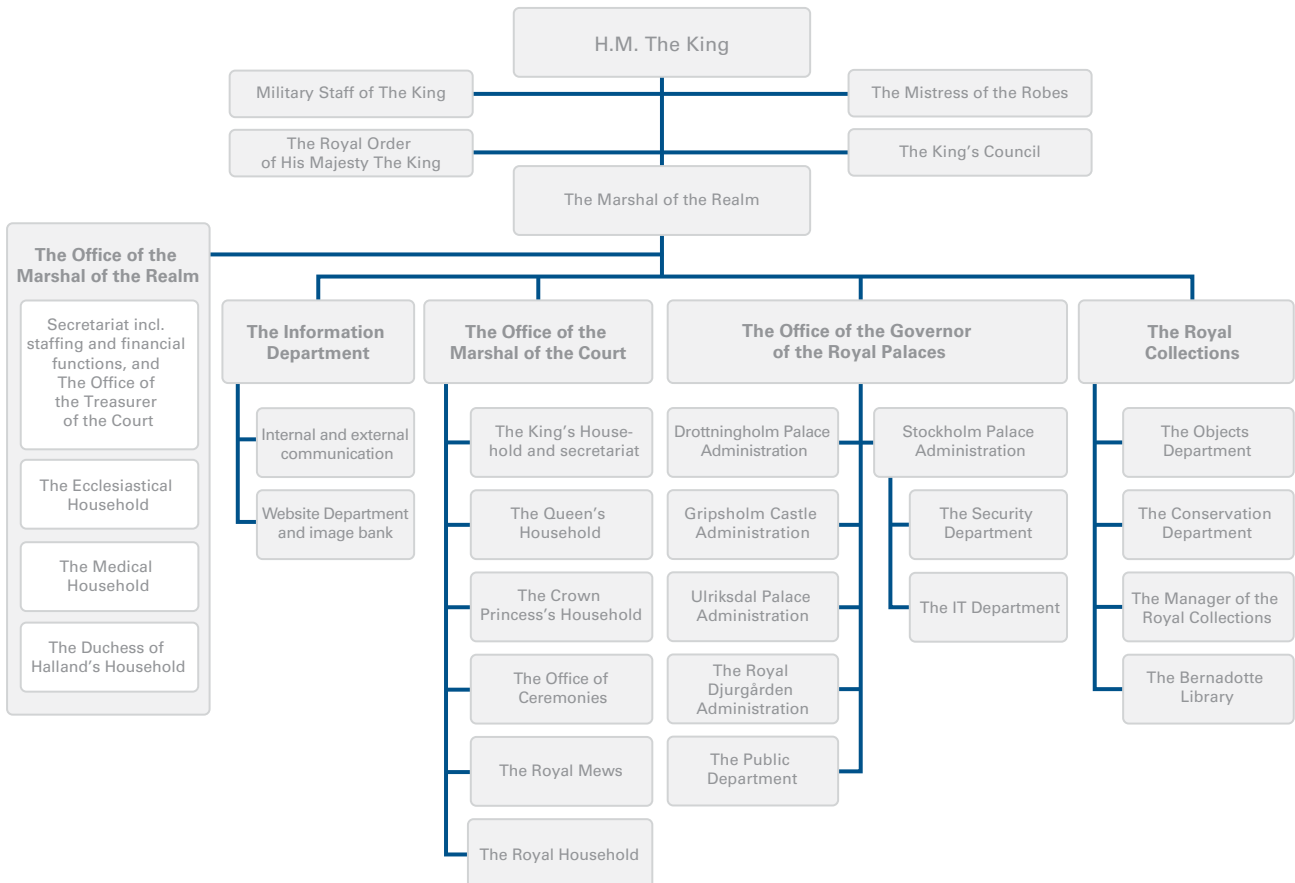 H.M. The King
Military Staff of The King
The Mistress of the Robes
The Royal Order
of His Majesty The King
The King's Council
The Marshal of the Realm
The Office of the
Marshal of the Realm
Secretariat incl.
staffing and financial
functions, and
The Office of
the Treasurer
of the Court
The Ecclesiastical
Household
The Medical
Household
The Duchess of
Halland's Household
The Information
Department
Internal and external
communication
Website Department
and image bank
The Office of the
Marshal of the Court
The King's House-
hold and secretariat
The Queen's
Household
The Crown
Princess's Household
The Office of
Ceremonies
The Royal Mews
The Royal Household
The Office of the Governor
of the Royal Palaces
Drottningholm Palace
Administration
Gripsholm Castle
Administration
Ulriksdal Palace
Administration
The Royal
Djurgården
Administration
The Public
Department
Stockholm Palace
Administration
The Security
Department
The IT Department
The Royal
Collections
The Objects
Department
The Conservation
Department
The Manager of the
Royal Collections
The Bernadotte
Library